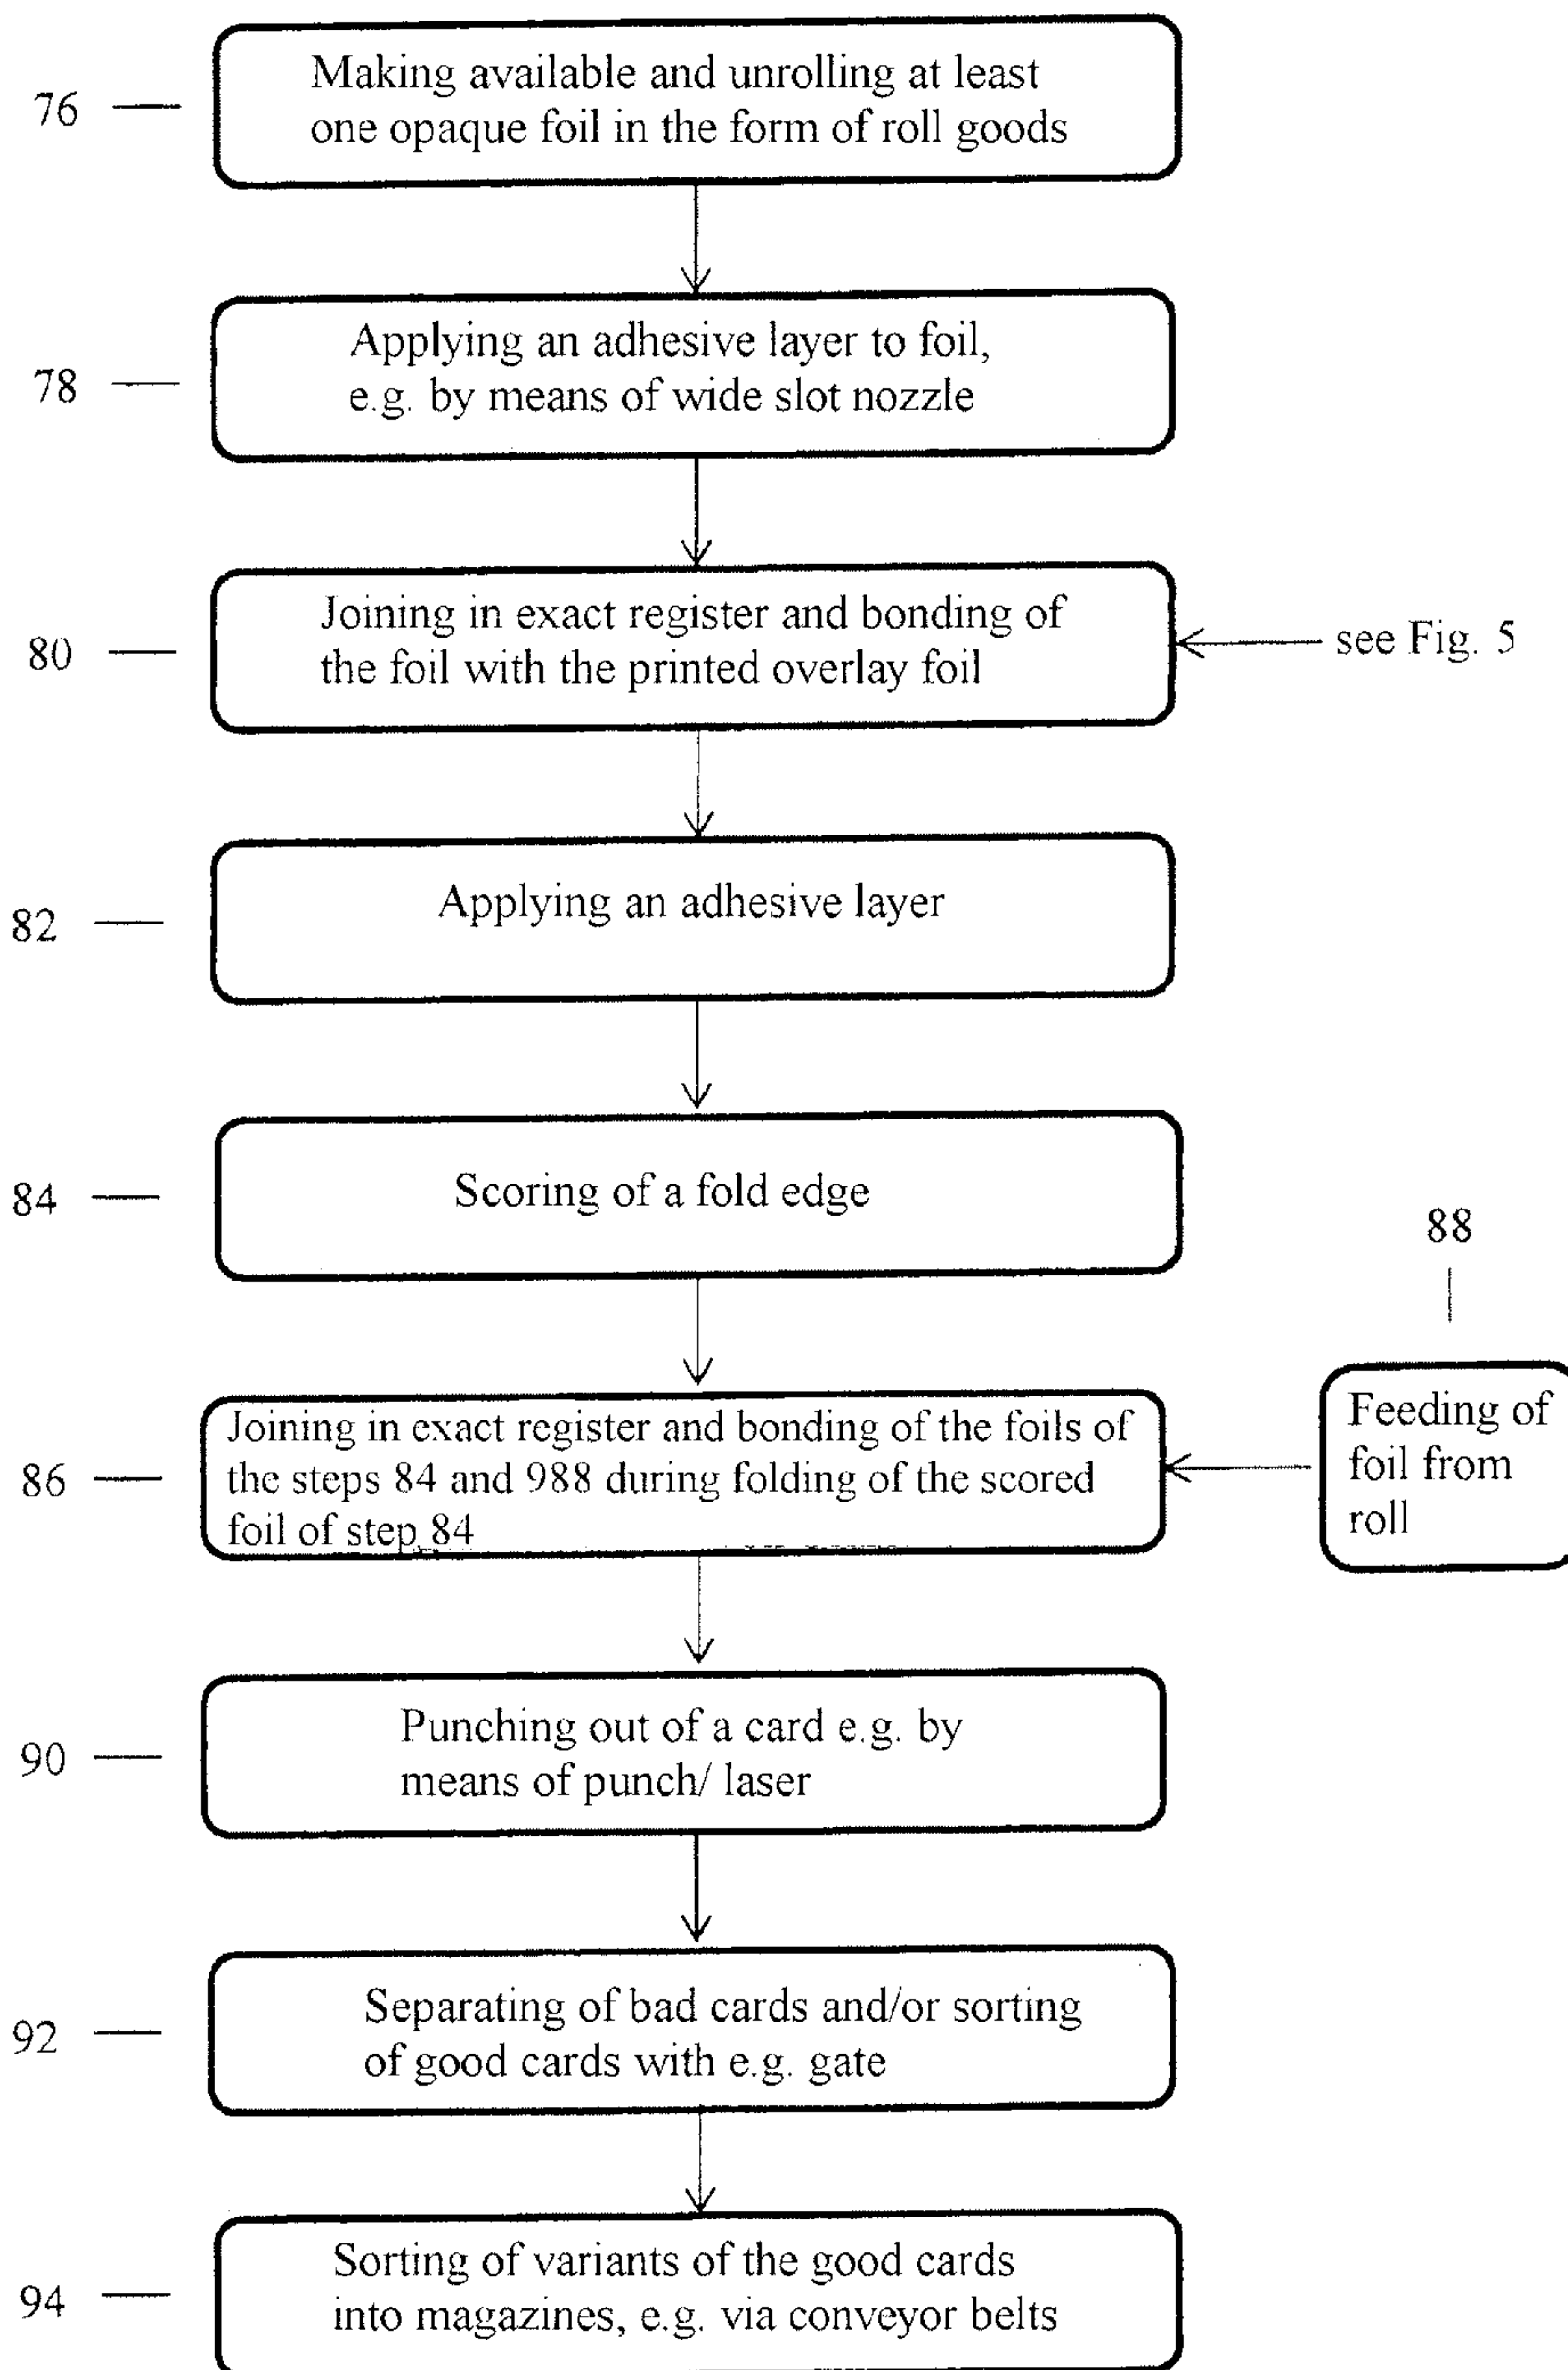 76
Making available and unrolling at least
one opaque foil in the form of roll goods
78
Applying an adhesive layer to foil,
e.g. by means of wide slot nozzle
80
Joining in exact register and bonding of
the foil with the printed overlay foil
see Fig. 5
82
Applying an adhesive layer
84
Scoring of a fold edge
88
86
Joining in exact register and bonding of the foils of
the steps 84 and 988 during folding of the scored
foil of step 84
Feeding of
foil from
roll
90
Punching out of a card e.g. by
means of punch/ laser
92
Separating of bad cards and/or sorting
of good cards with e.g. gate
94
Sorting of variants of the good cards
into magazines, e.g. via conveyor belts